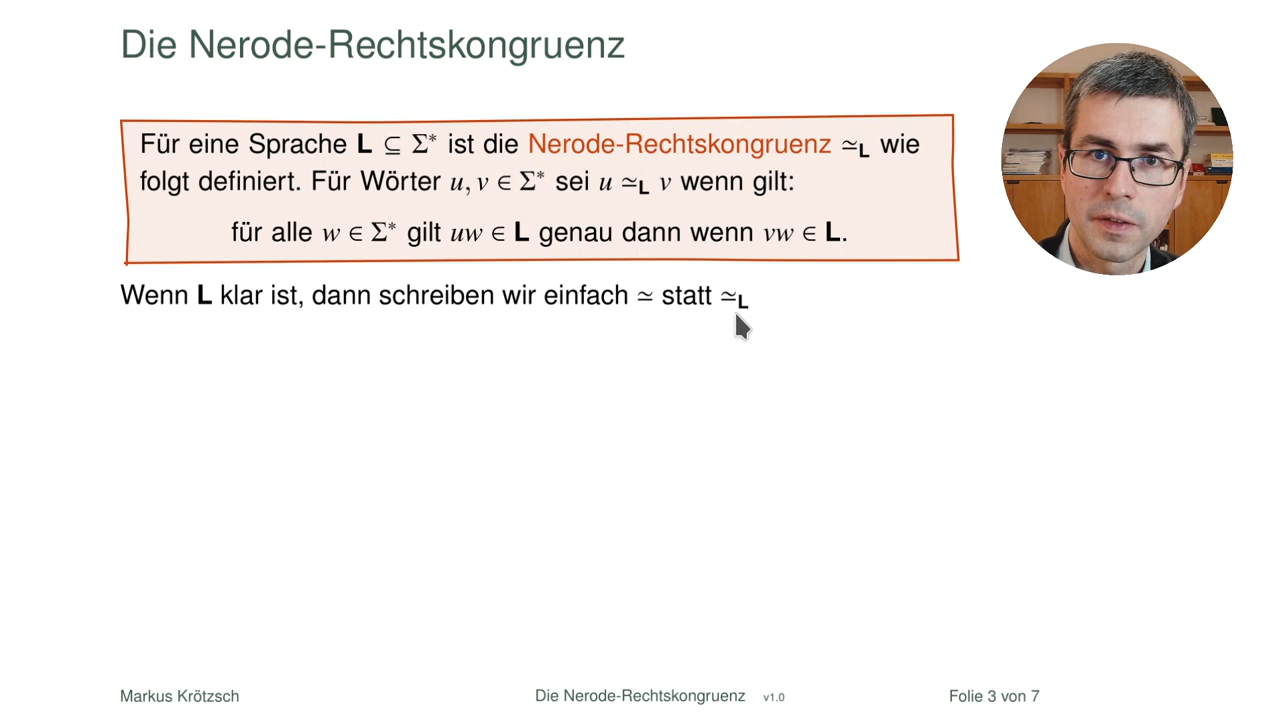 Die Nerode-Rechtskongruenz
Für eine Sprache L ⊆ Σ* ist die Nerode-Rechtskongruenz ≃L wie
folgt definiert. Für Wörter u, v ∈ Σ* sei u ≃L v wenn gilt:
für alle w ∈ Σ* gilt uw ∈ L genau dann wenn vw ∈ L.
Wenn L klar ist, dann schreiben wir einfach ≃ statt ≃L
Markus Krötzsch Die Nerode-Rechtskongruenz v1.0 Folie 3 von 7